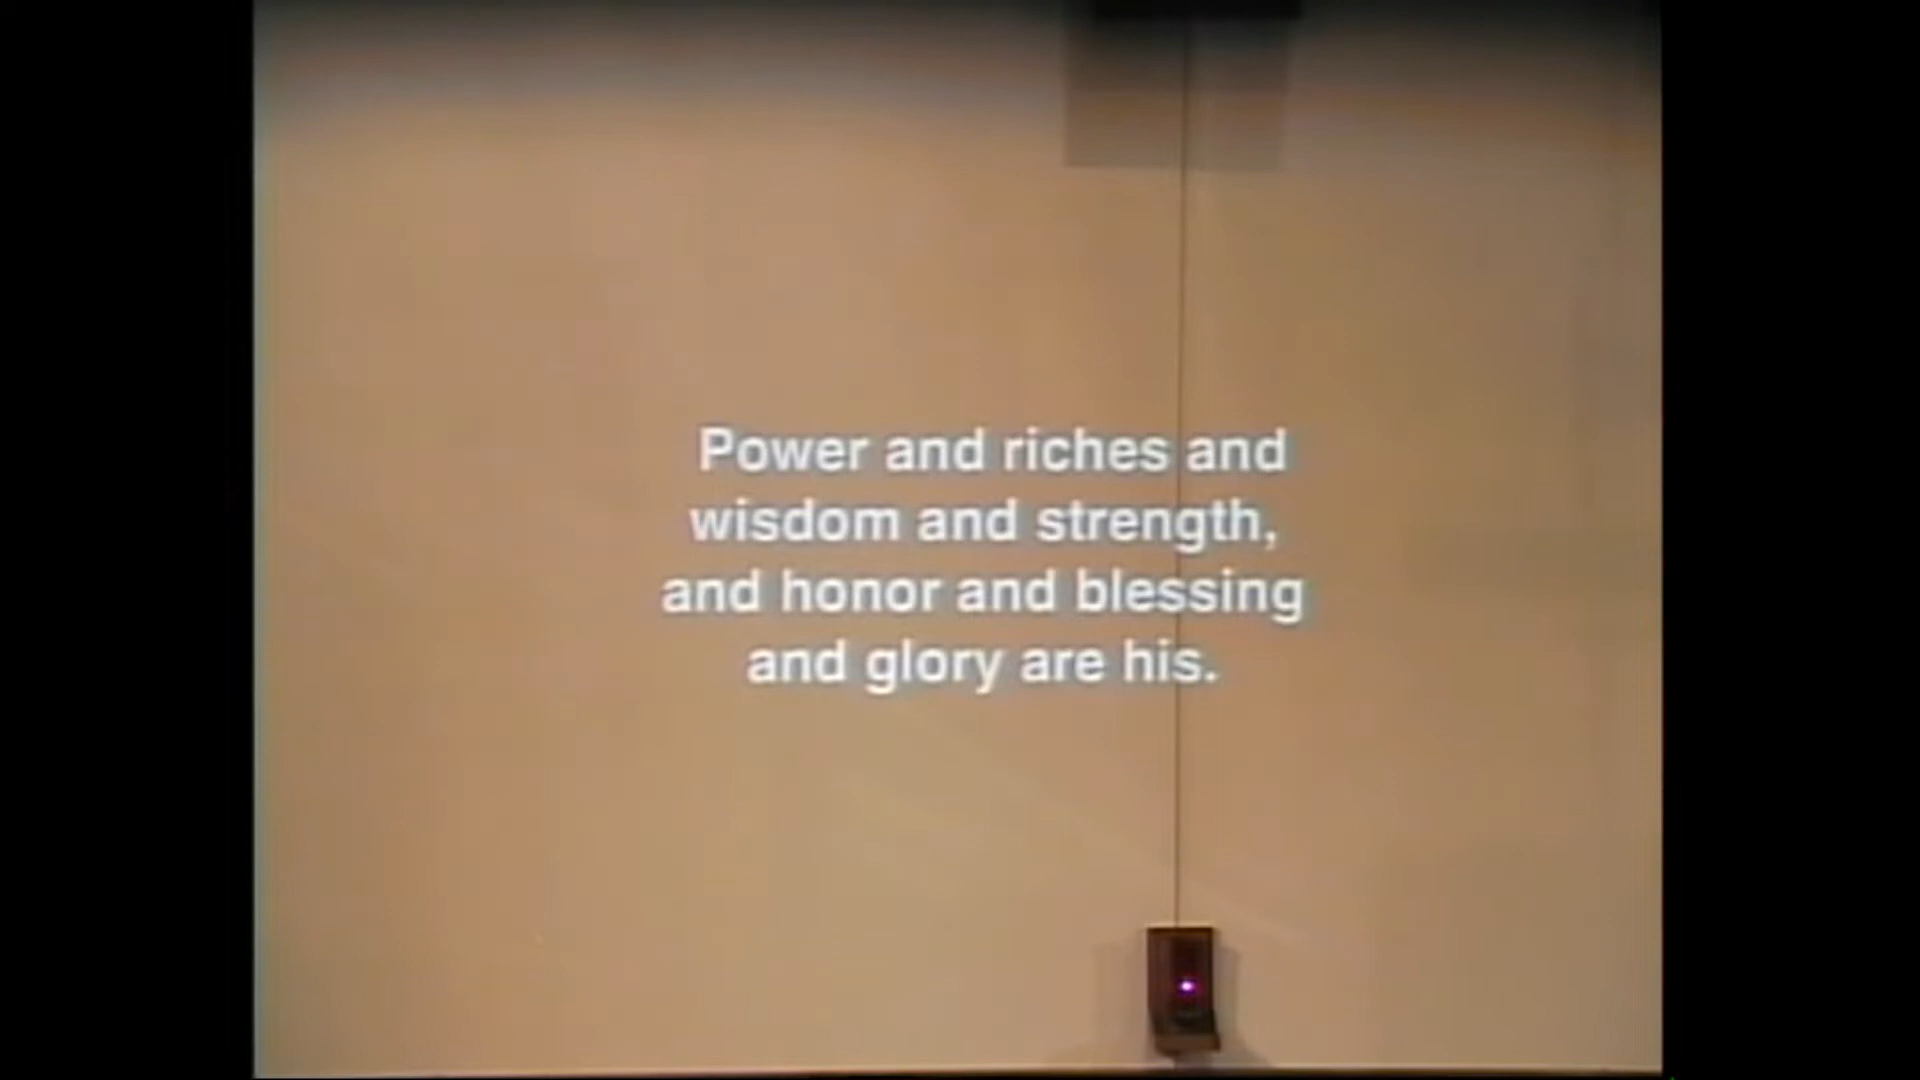 Power and riches and
wisdom and strength,
and honor and blessing
and glory are his.